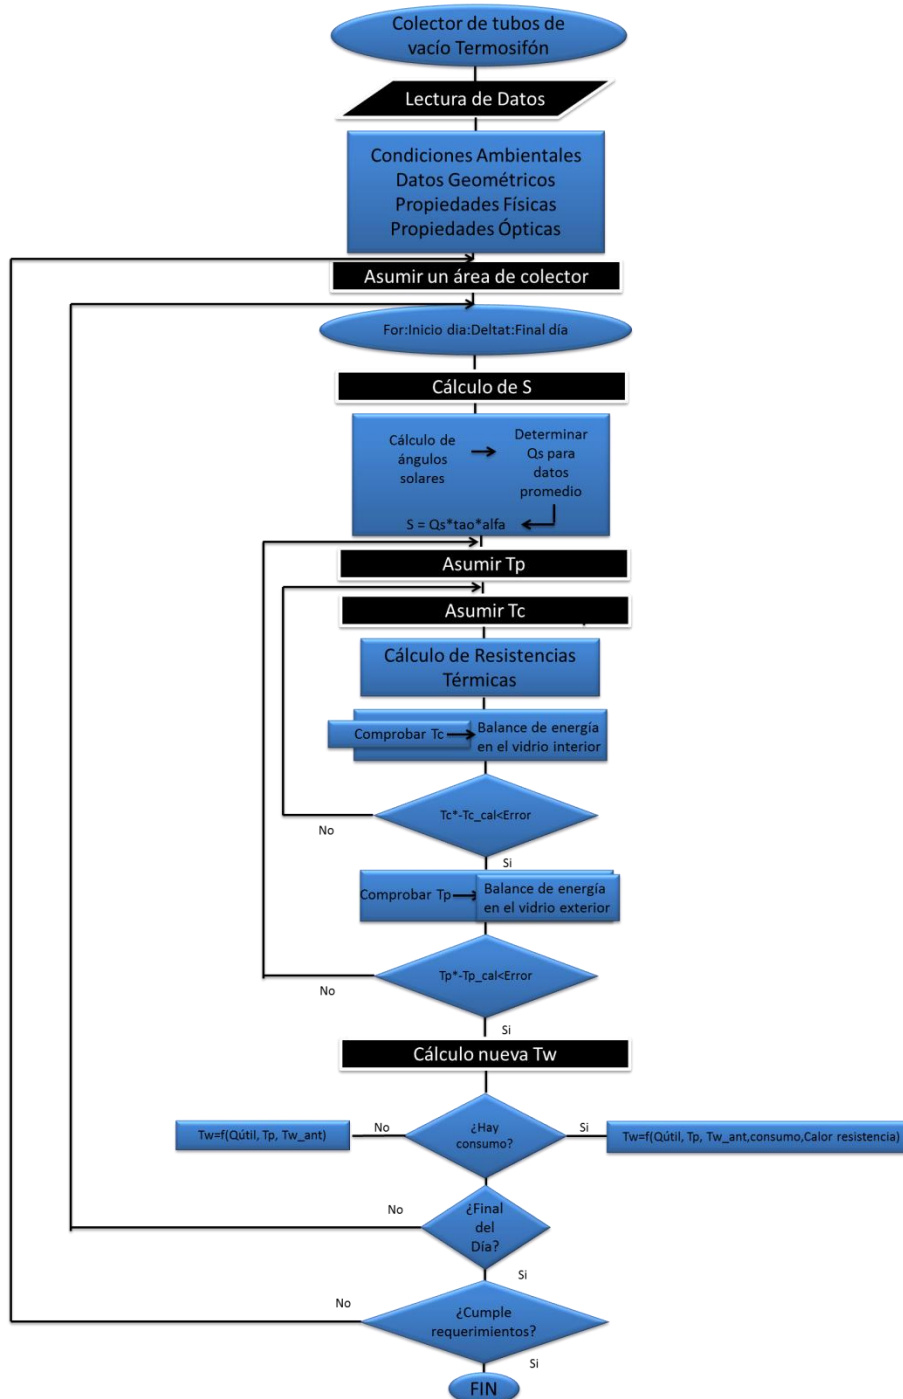 Colector de tubos de
vacío Termosifón
Lectura de Datos
Condiciones Ambientales
Datos Geométricos
Propiedades Físicas
Propiedades Ópticas
Asumir un área de colector
For:Inicio dia:Deltat:Final día
Cálculo de S
Cálculo de
ángulos
solares
Determinar
Qs para
datos
promedio
S = Qs*tao*alfa
Asumir Tp
Asumir Tc
Cálculo de Resistencias
Térmicas
Comprobar Tc
Balance de energía
en el vidrio interior
Tc*-Tc_cal<Error
No
Si
Comprobar Tp
Balance de energía
en el vidrio exterior
Tp*-Tp_cal<Error
No
Si
Cálculo nueva Tw
Tw=f(Qútil, Tp, Tw_ant)
No
¿Hay
consumo?
Si
Tw=f(Qútil, Tp, Tw_ant,consumo,Calor resistencia)
No
¿Final
del
Día?
Si
No
¿Cumple
requerimientos?
Si
FIN